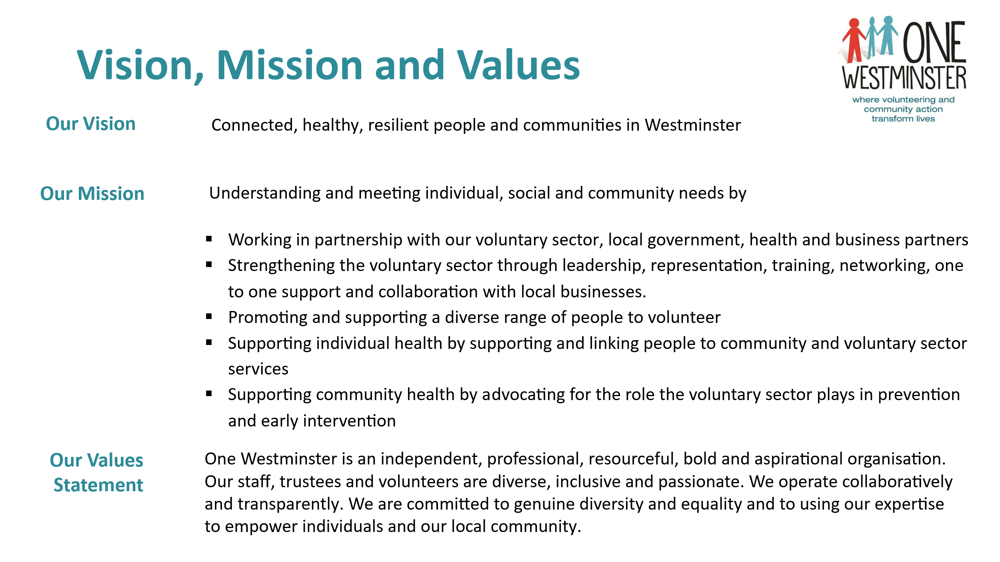 Vision, Mission and Values
ONE
WESTMINSTER
where volunteering and
community action
transform lives
Our Vision
Connected, healthy, resilient people and communities in Westminster
Our Mission
Understanding and meeting individual, social and community needs by
▪ Working in partnership with our voluntary sector, local government, health and business partners
▪ Strengthening the voluntary sector through leadership, representation, training, networking, one
to one support and collaboration with local businesses.
▪ Promoting and supporting a diverse range of people to volunteer
▪ Supporting individual health by supporting and linking people to community and voluntary sector
services
▪ Supporting community health by advocating for the role the voluntary sector plays in prevention
and early intervention
Our Values
Statement
One Westminster is an independent, professional, resourceful, bold and aspirational organisation.
Our staff, trustees and volunteers are diverse, inclusive and passionate. We operate collaboratively
and transparently. We are committed to genuine diversity and equality and to using our expertise
to empower individuals and our local community.